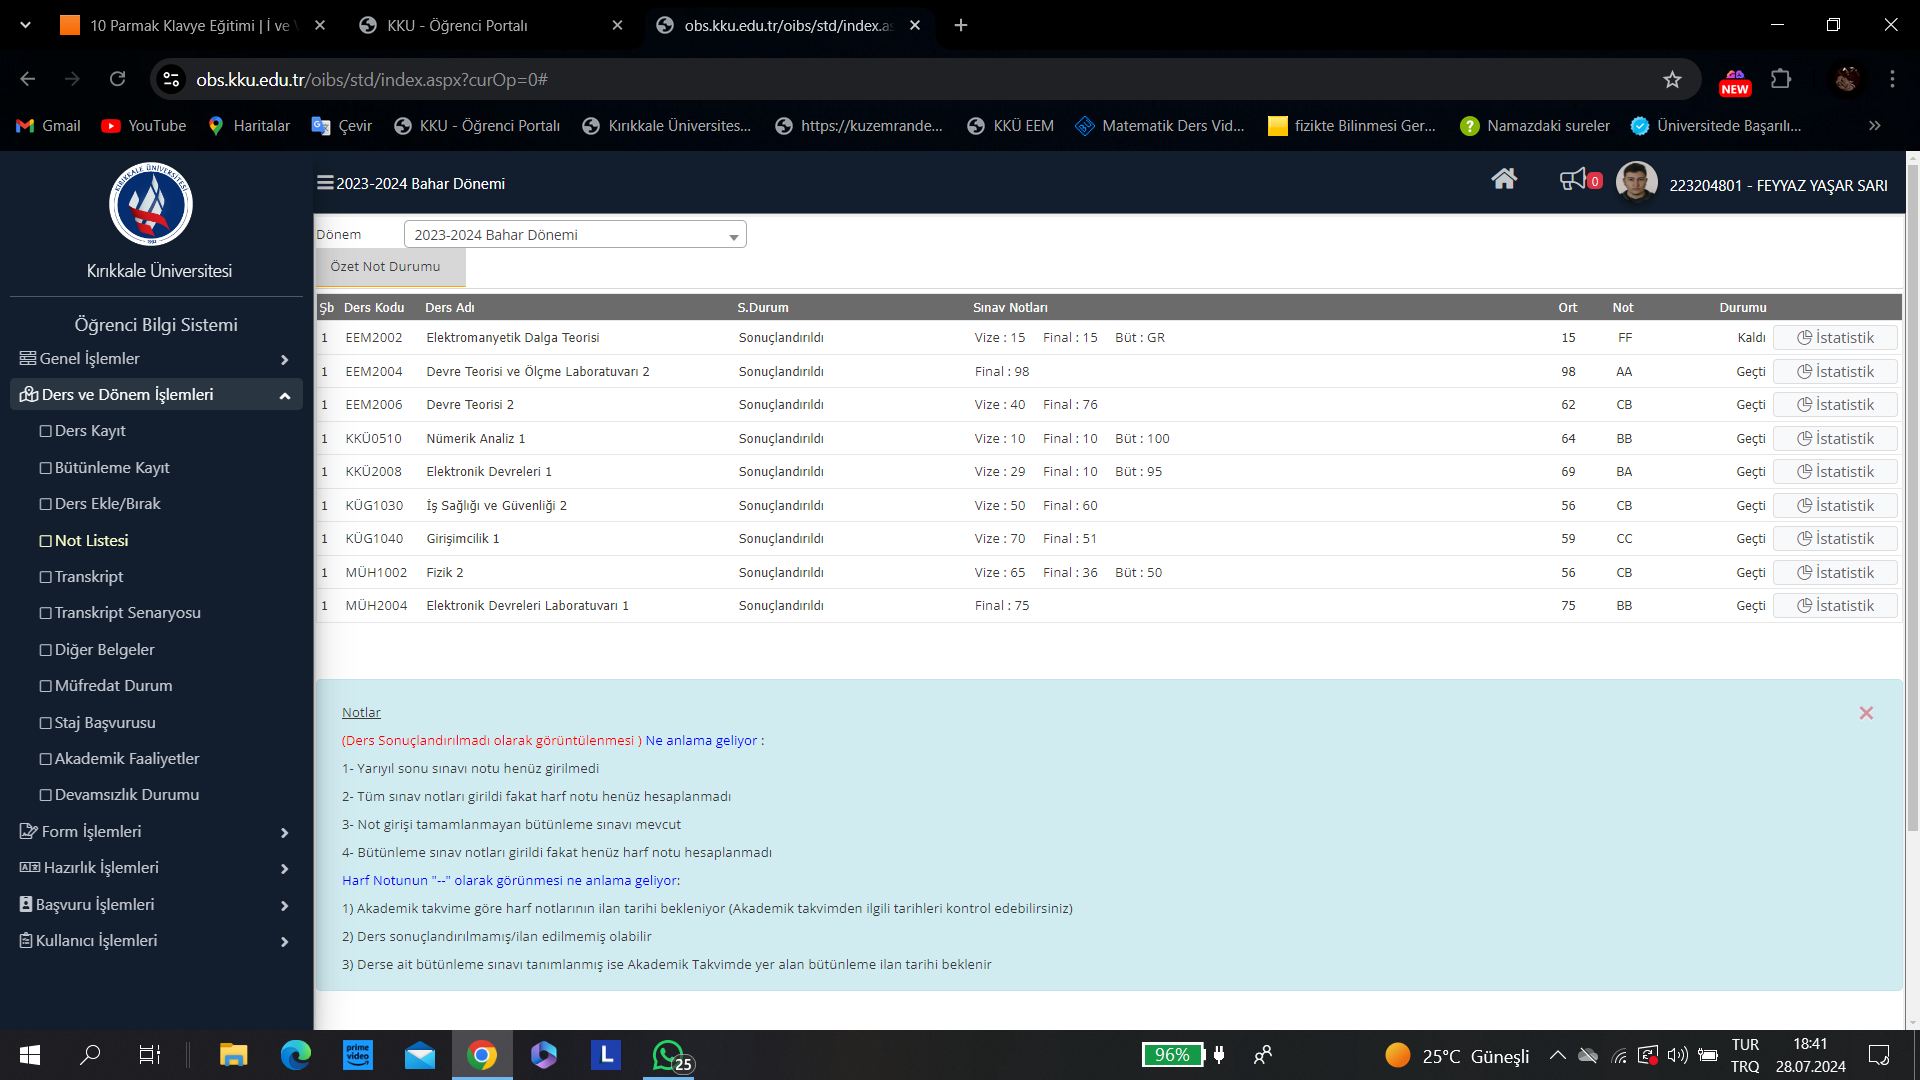 10 Parmak Klavye Eğitimi | İ ve
KKU - Öğrenci Portalı
obs.kku.edu.tr/oibs/std/index.as
obs.kku.edu.tr/oibs/std/index.aspx?curOp=0#
NEW
Gmail
YouTube
Haritalar
Çevir
KKU - Öğrenci Portalı
Kırıkkale Üniversites...
https://kuzemrande...
KKÜ EEM
Matematik Ders Vid...
fizikte Bilinmesi Ger...
Namazdaki sureler
Üniversitede Başarılı...
KIRIKKALE ÜNİVERSİTESİ
1992
Kırıkkale Üniversitesi
Öğrenci Bilgi Sistemi
Genel İşlemler
Ders ve Dönem İşlemleri
Ders Kayıt
Bütünleme Kayıt
Ders Ekle/Bırak
Not Listesi
Transkript
Transkript Senaryosu
Diğer Belgeler
Müfredat Durum
Staj Başvurusu
Akademik Faaliyetler
Devamsızlık Durumu
Form İşlemleri
Hazırlık İşlemleri
Başvuru İşlemleri
Kullanıcı İşlemleri
2023-2024 Bahar Dönemi
0
223204801 - FEYYAZ YAŞAR SARI
Dönem 2023-2024 Bahar Dönemi
Özet Not Durumu
Şb Ders Kodu Ders Adı S.Durum Sınav Notları Ort Not Durumu
1 EEM2002 Elektromanyetik Dalga Teorisi Sonuçlandırıldı Vize : 15 Final : 15 Büt : GR 15 FF Kaldı İstatistik
1 EEM2004 Devre Teorisi ve Ölçme Laboratuvarı 2 Sonuçlandırıldı Final : 98 98 AA Geçti İstatistik
1 EEM2006 Devre Teorisi 2 Sonuçlandırıldı Vize : 40 Final : 76 62 CB Geçti İstatistik
1 KKÜ0510 Nümerik Analiz 1 Sonuçlandırıldı Vize : 10 Final : 10 Büt : 100 64 BB Geçti İstatistik
1 KKÜ2008 Elektronik Devreleri 1 Sonuçlandırıldı Vize : 29 Final : 10 Büt : 95 69 BA Geçti İstatistik
1 KÜG1030 İş Sağlığı ve Güvenliği 2 Sonuçlandırıldı Vize : 50 Final : 60 56 CB Geçti İstatistik
1 KÜG1040 Girişimcilik 1 Sonuçlandırıldı Vize : 70 Final : 51 59 CC Geçti İstatistik
1 MÜH1002 Fizik 2 Sonuçlandırıldı Vize : 65 Final : 36 Büt : 50 56 CB Geçti İstatistik
1 MÜH2004 Elektronik Devreleri Laboratuvarı 1 Sonuçlandırıldı Final : 75 75 BB Geçti İstatistik
Notlar
(Ders Sonuçlandırılmadı olarak görüntülenmesi ) Ne anlama geliyor :
1- Yarıyıl sonu sınavı notu henüz girilmedi
2- Tüm sınav notları girildi fakat harf notu henüz hesaplanmadı
3- Not girişi tamamlanmayan bütünleme sınavı mevcut
4- Bütünleme sınav notları girildi fakat henüz harf notu hesaplanmadı
Harf Notunun "--" olarak görünmesi ne anlama geliyor:
1) Akademik takvime göre harf notlarının ilan tarihi bekleniyor (Akademik takvimden ilgili tarihleri kontrol edebilirsiniz)
2) Ders sonuçlandırılmamış/ilan edilmemiş olabilir
3) Derse ait bütünleme sınavı tanımlanmış ise Akademik Takvimde yer alan bütünleme ilan tarihi beklenir
prime video
L
25
96%
25°C Güneşli
TUR
TRQ
18:41
28.07.2024